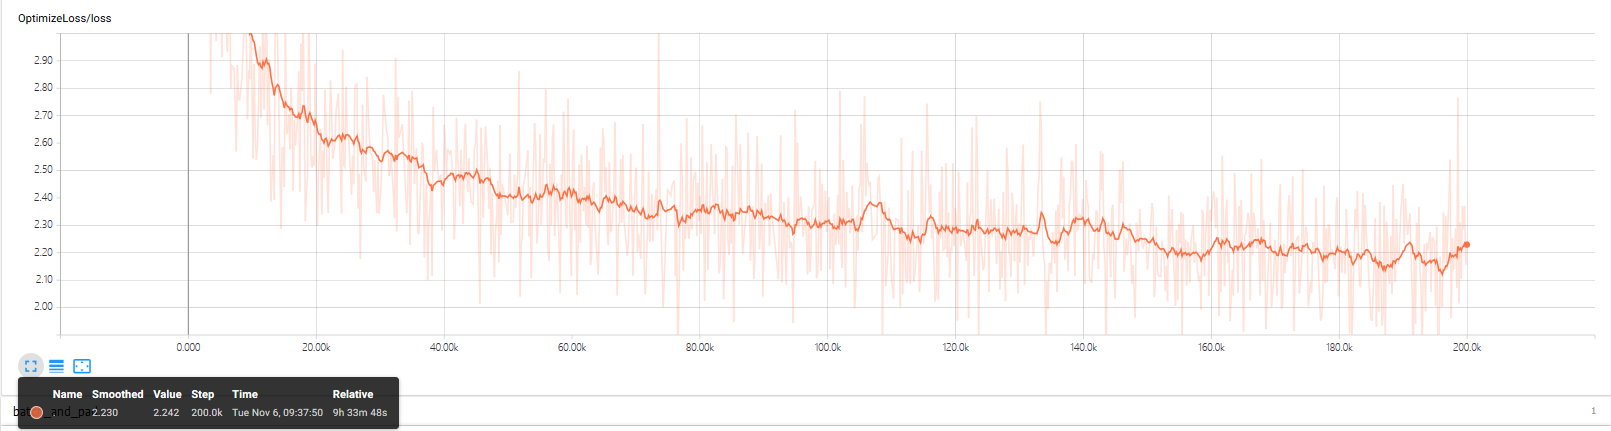 OptimizeLoss/loss
2.90
2.80
2.70
2.60
2.50
2.40
2.30
2.20
2.10
2.00
0.000 20.00k 40.00k 60.00k 80.00k 100.0k 120.0k 140.0k 160.0k 180.0k 200.0k
Name Smoothed Value Step Time Relative
2.230 2.242 200.0k Tue Nov 6, 09:37:50 9h 33m 48s
1